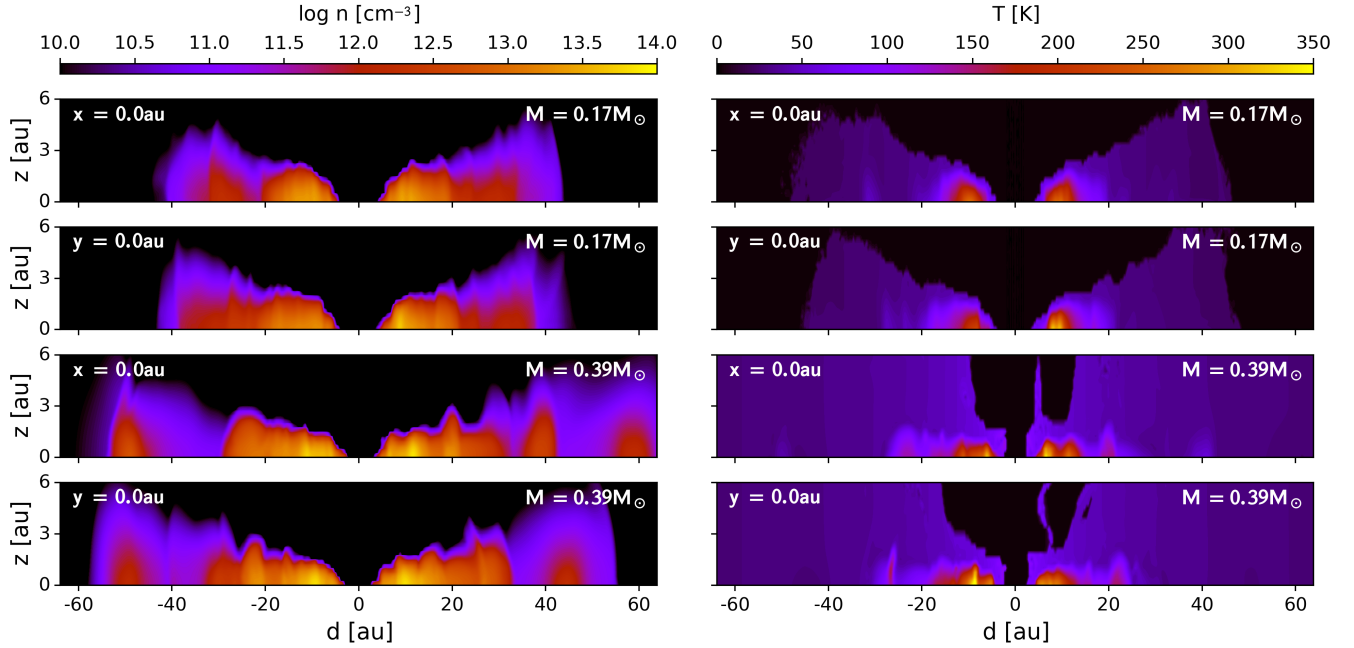 log n [cm⁻³]
T [K]
10.0 10.5 11.0 11.5 12.0 12.5 13.0 13.5 14.0
0 50 100 150 200 250 300 350
6
3
0
z [au]
x = 0.0au
M = 0.17M⊙
x = 0.0au
M = 0.17M⊙
6
3
0
z [au]
y = 0.0au
M = 0.17M⊙
y = 0.0au
M = 0.17M⊙
6
3
0
z [au]
x = 0.0au
M = 0.39M⊙
x = 0.0au
M = 0.39M⊙
6
3
0
z [au]
y = 0.0au
M = 0.39M⊙
y = 0.0au
M = 0.39M⊙
-60 -40 -20 0 20 40 60
-60 -40 -20 0 20 40 60
d [au]
d [au]